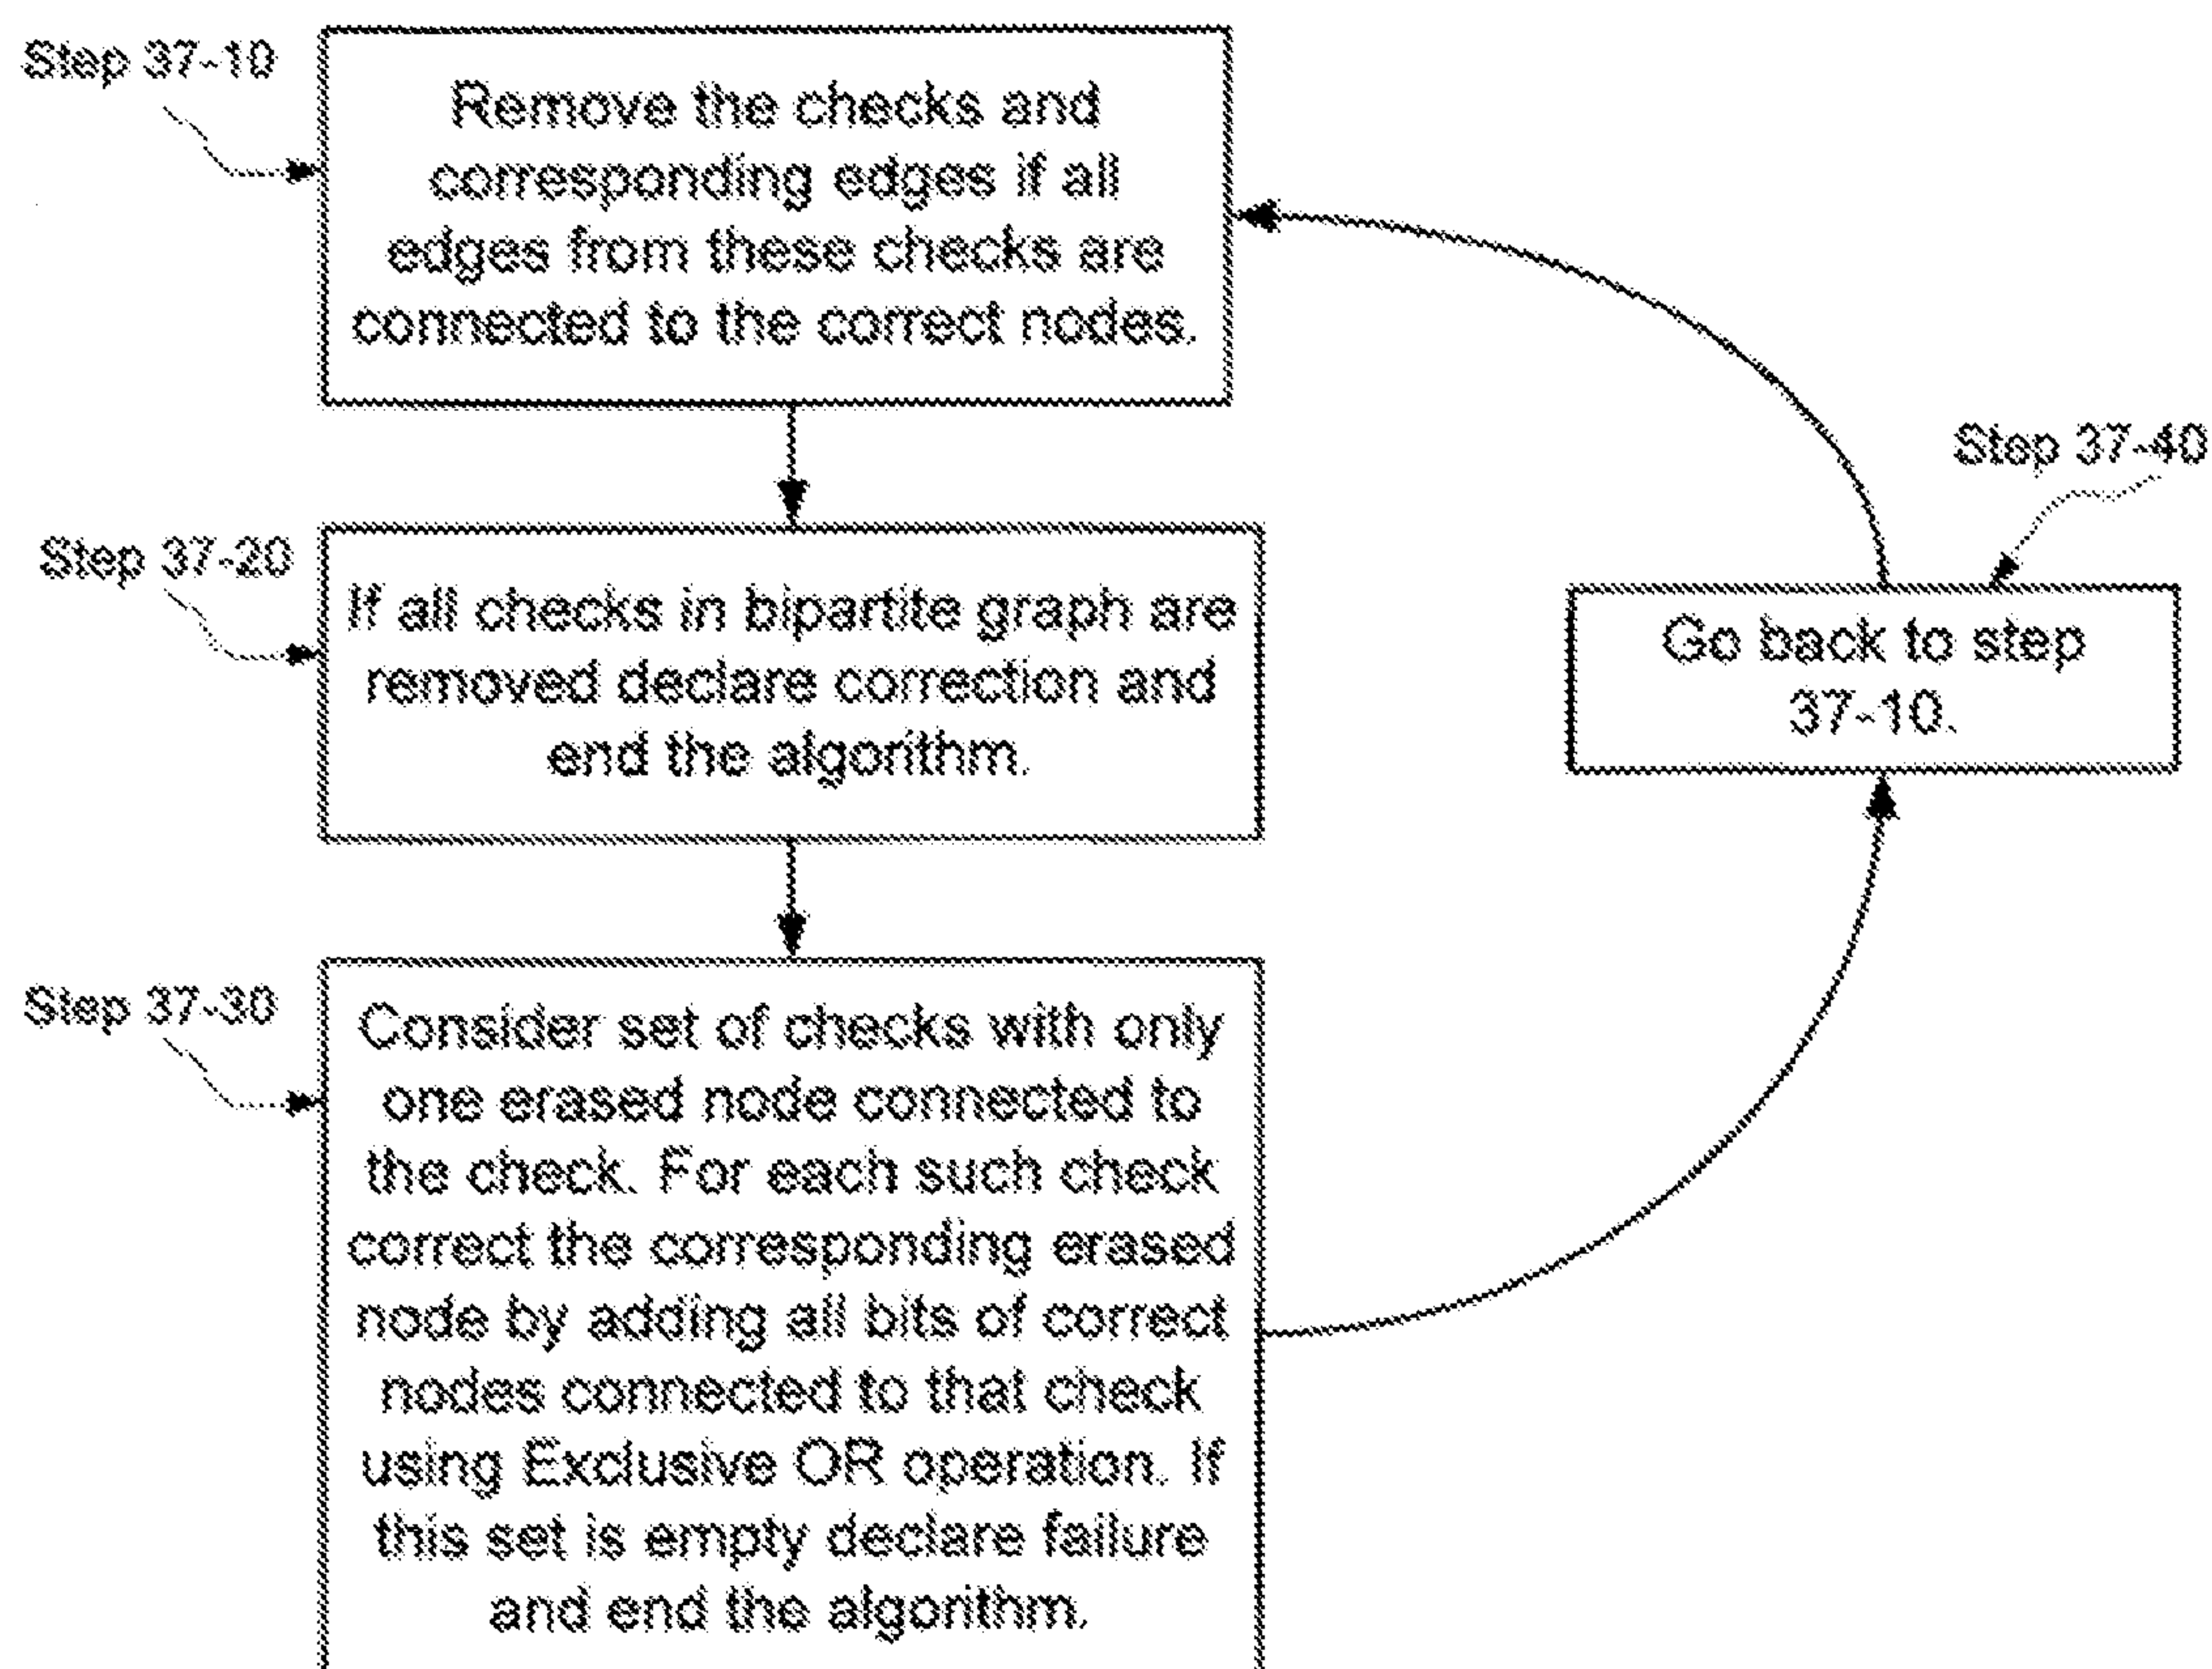 Step 37-10
Remove the checks and
corresponding edges if all
edges from these checks are
connected to the correct nodes.
Step 37-20
If all checks in bipartite graph are
removed declare correction and
end the algorithm.
Step 37-30
Consider set of checks with only
one erased node connected to
the check. For each such check
correct the corresponding erased
node by adding all bits of correct
nodes connected to that check
using Exclusive OR operation. If
this set is empty declare failure
and end the algorithm.
Step 37-40
Go back to step
37-10.